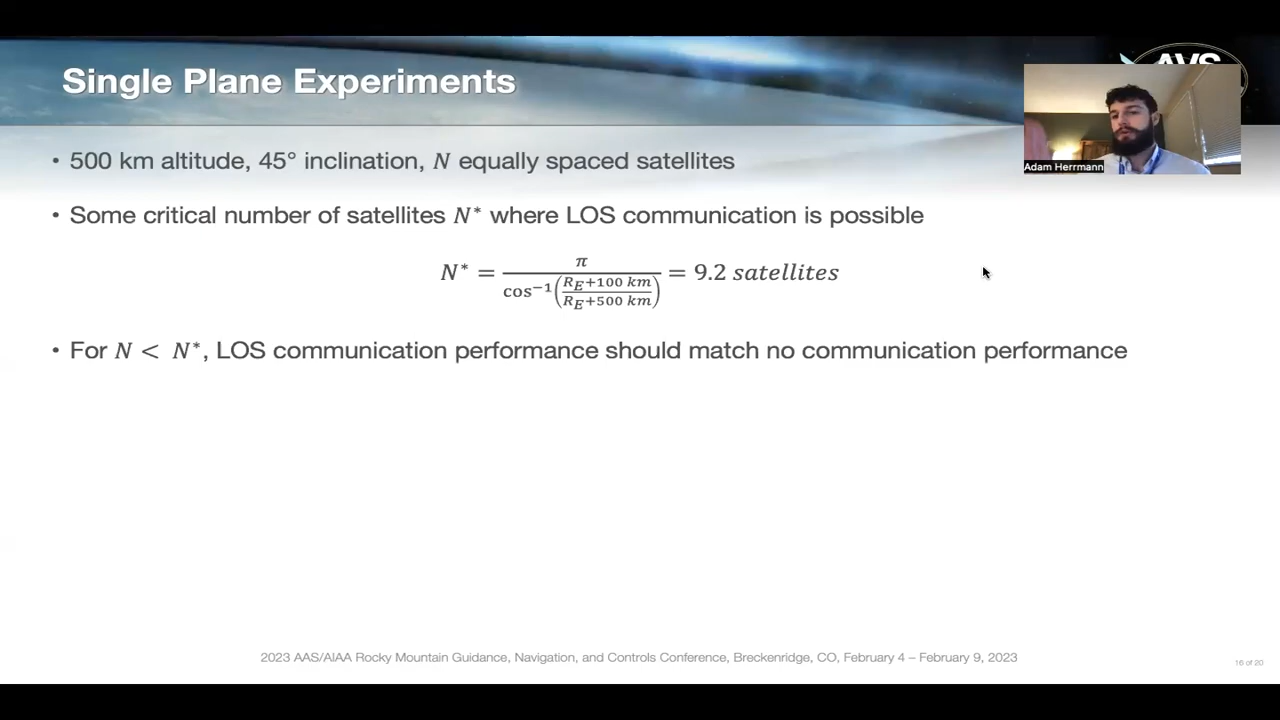 AVS
Single Plane Experiments
Adam Herrmann
• 500 km altitude, 45° inclination, N equally spaced satellites
• Some critical number of satellites N* where LOS communication is possible
N* = π / cos⁻¹((R_E+100 km)/(R_E+500 km)) = 9.2 satellites
• For N < N*, LOS communication performance should match no communication performance
2023 AAS/AIAA Rocky Mountain Guidance, Navigation, and Controls Conference, Breckenridge, CO, February 4 – February 9, 2023
16 of 20